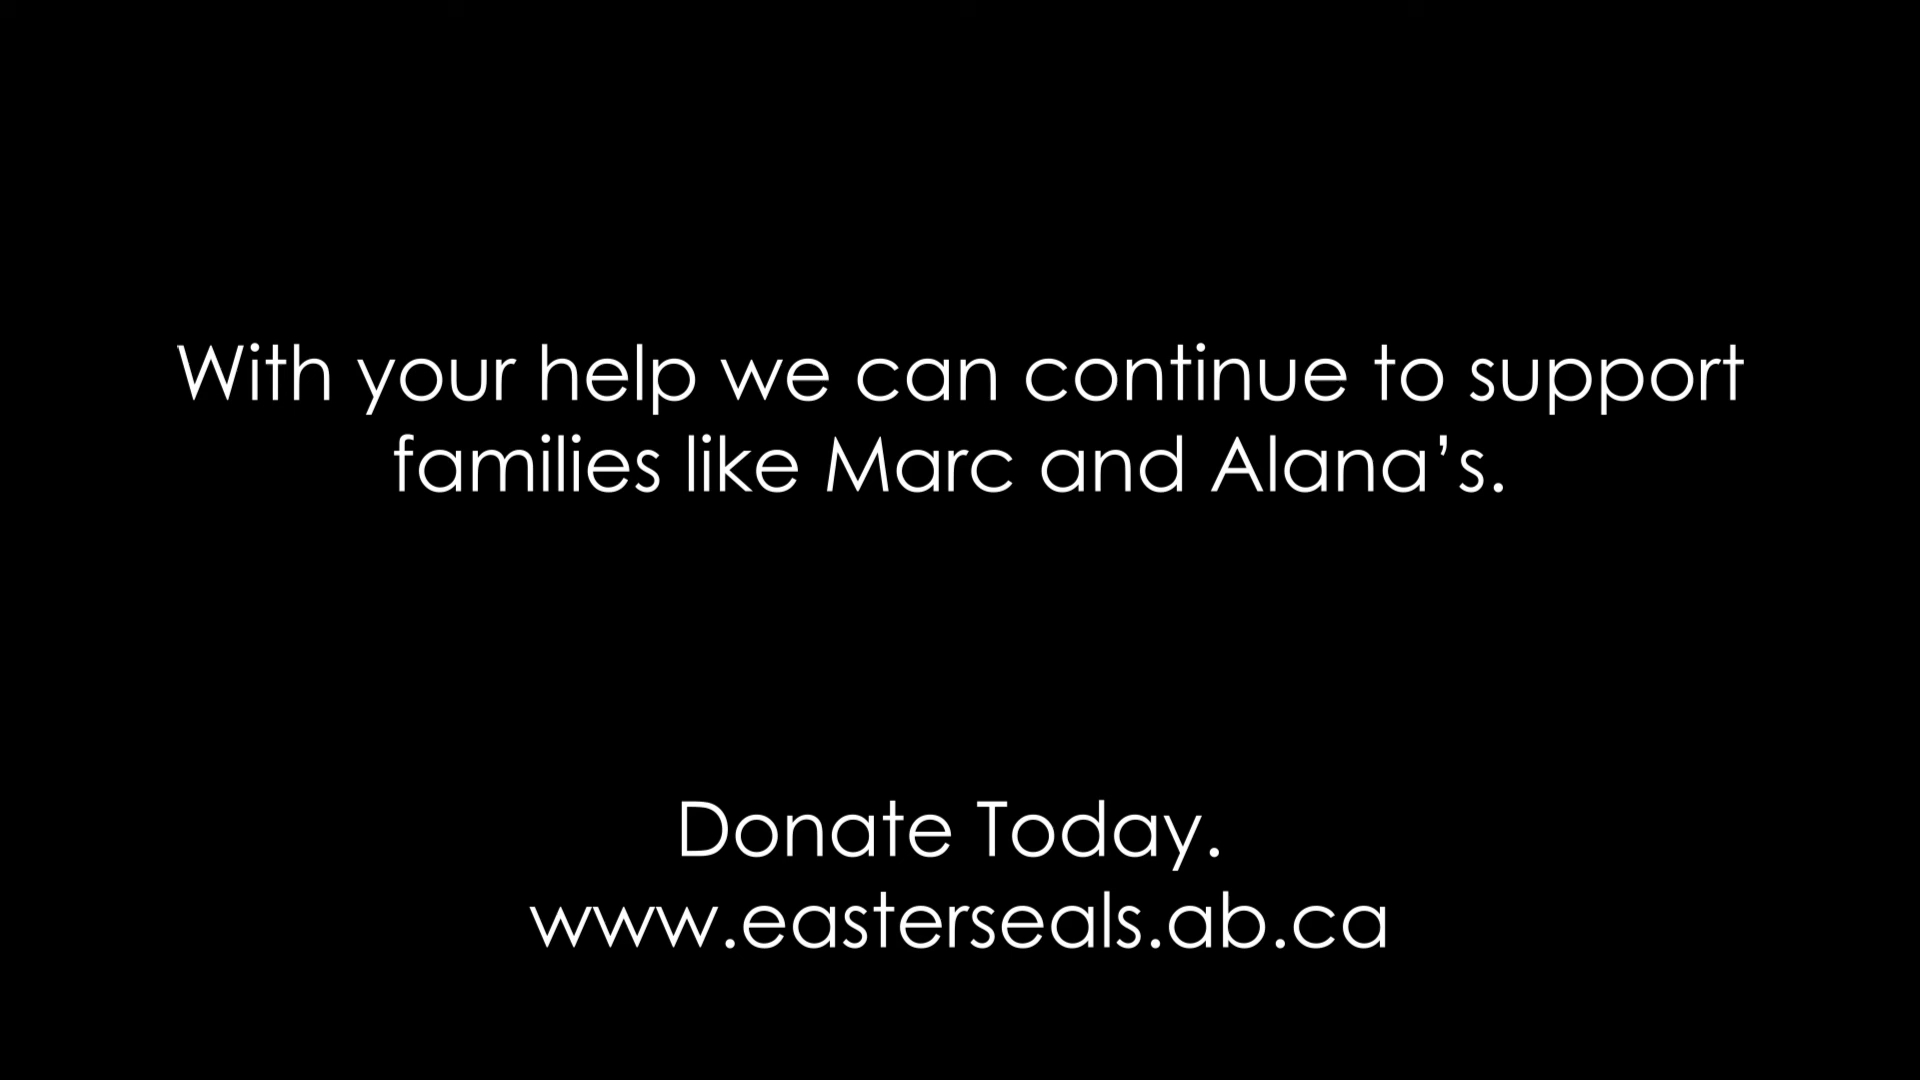 With your help we can continue to support
families like Marc and Alana’s.
Donate Today.
www.easterseals.ab.ca